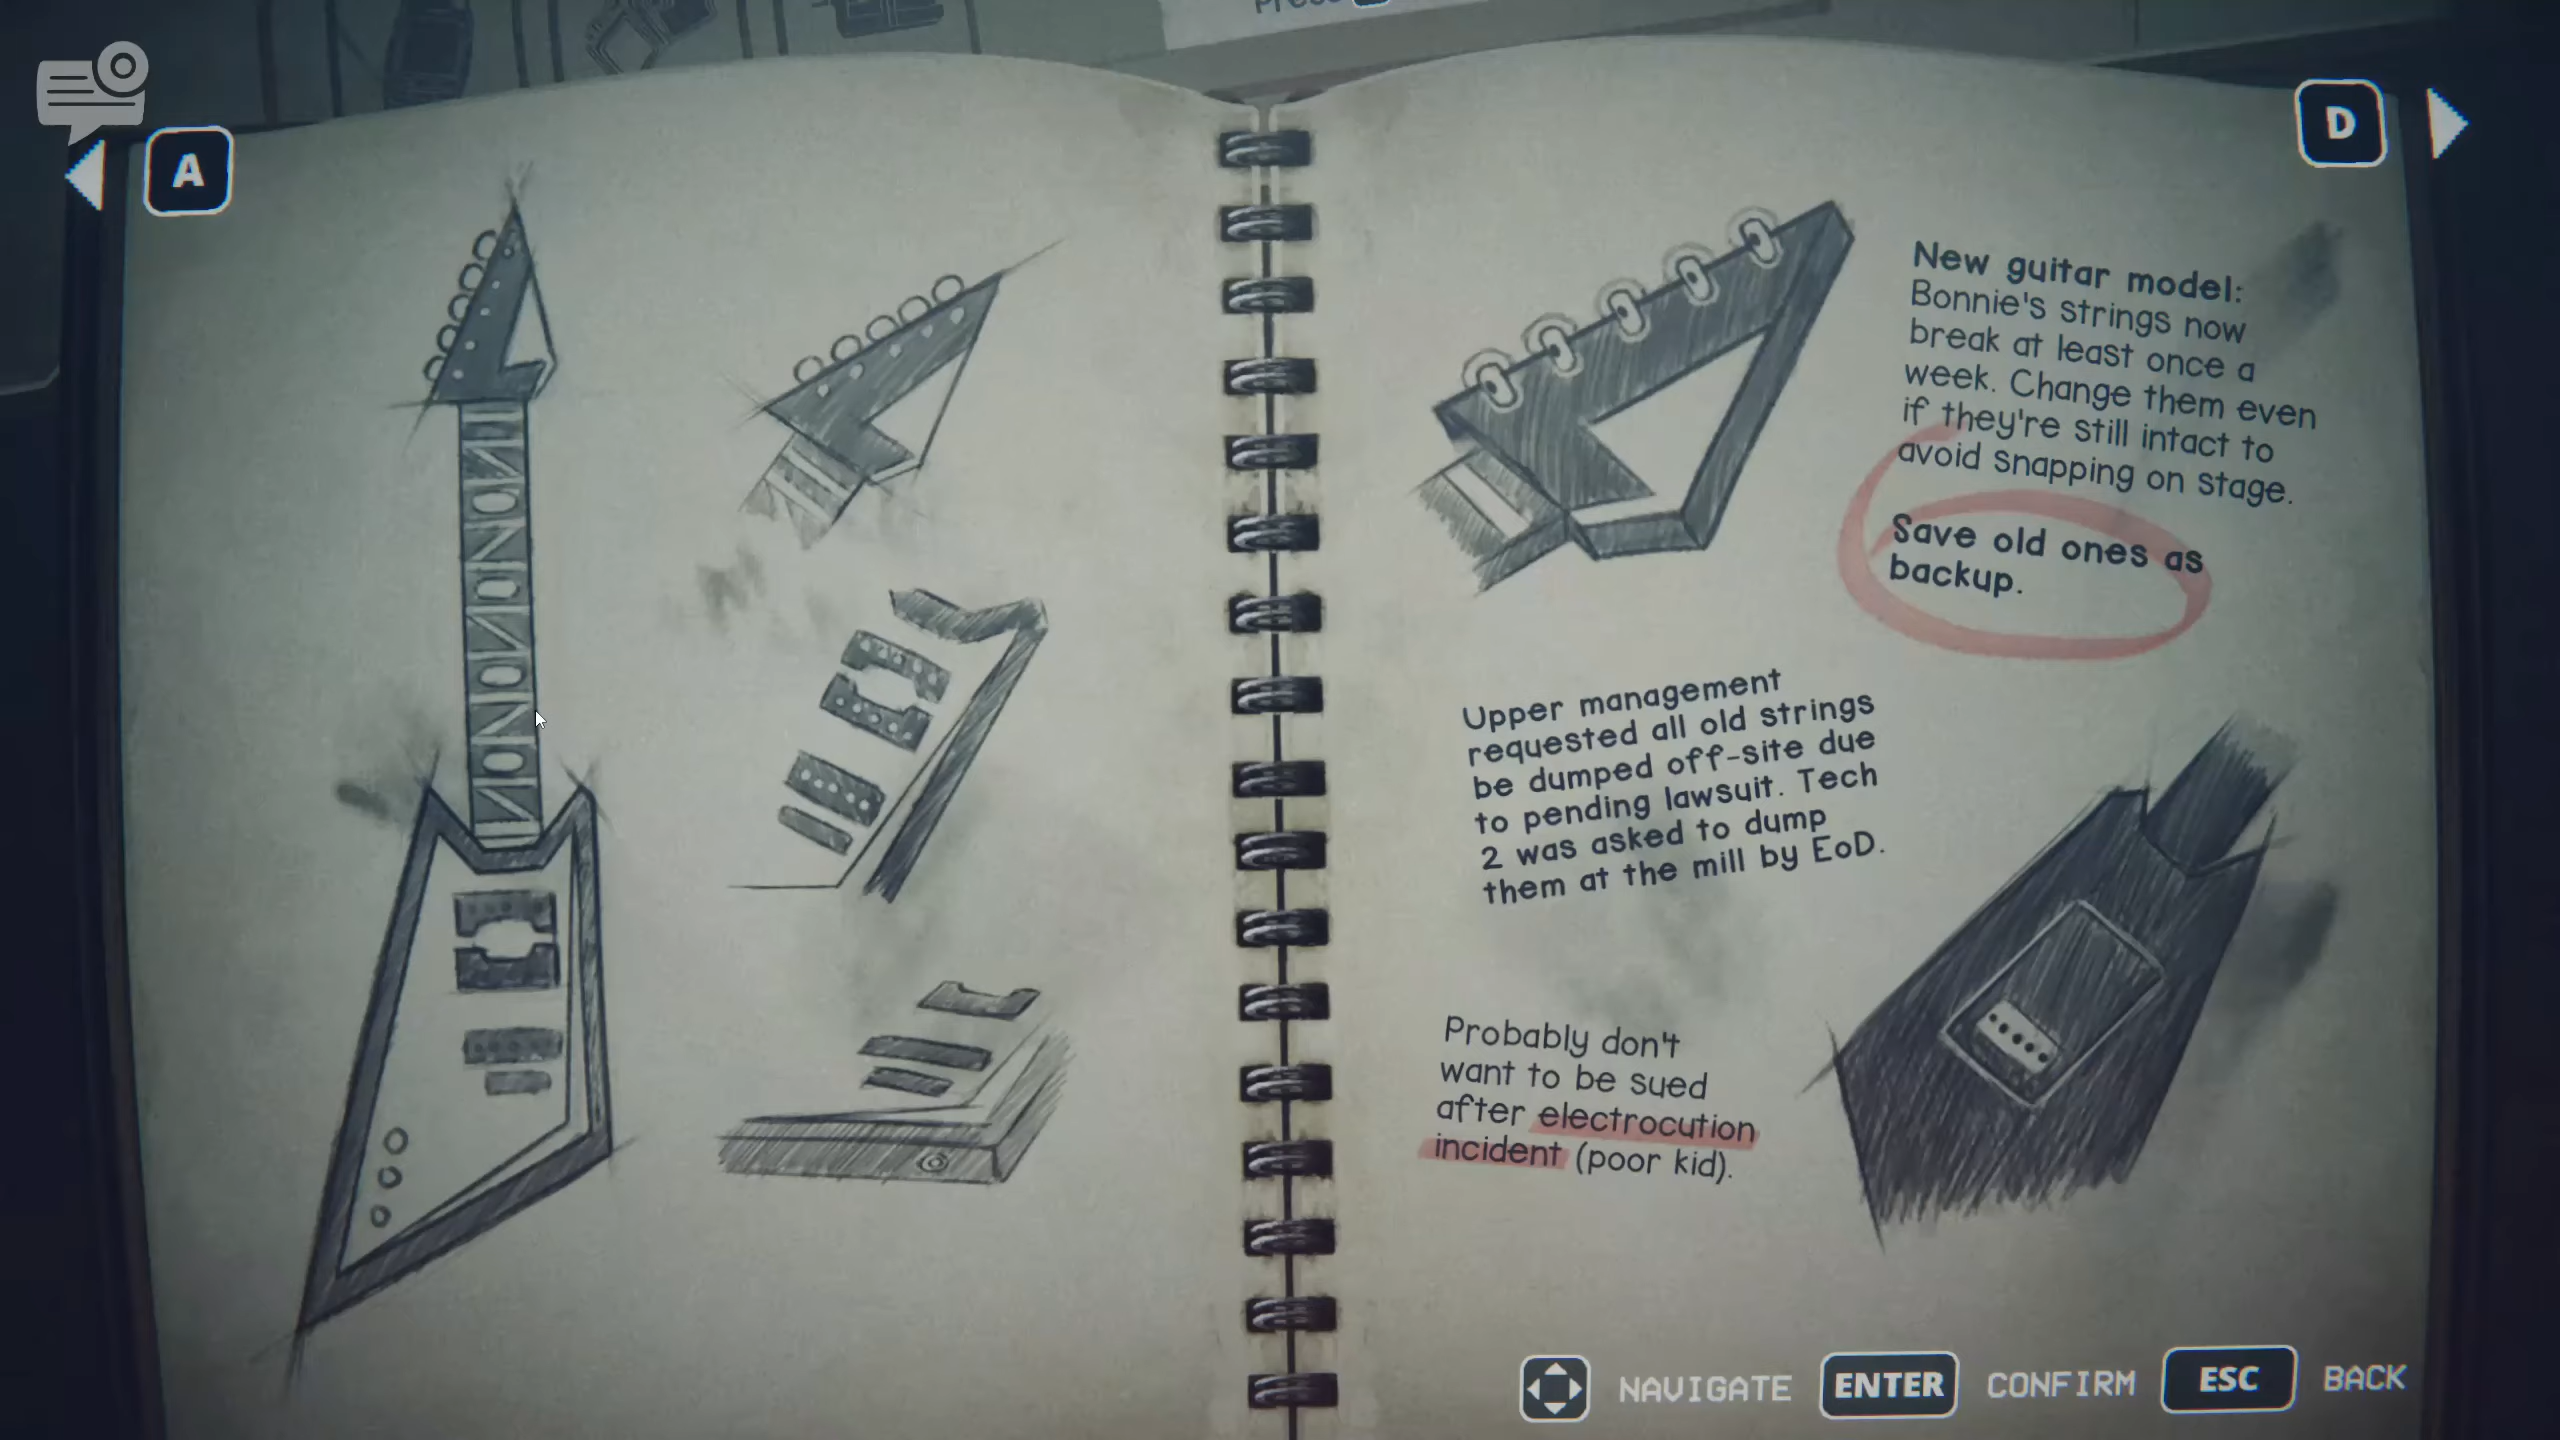 Press
A
D
New guitar model:
Bonnie's strings now
break at least once a
week. Change them even
if they're still intact to
avoid snapping on stage.
Save old ones as
backup.
Upper management
requested all old strings
be dumped off-site due
to pending lawsuit. Tech
2 was asked to dump
them at the mill by EoD.
Probably don't
want to be sued
after electrocution
incident (poor kid).
NAVIGATE ENTER CONFIRM ESC BACK